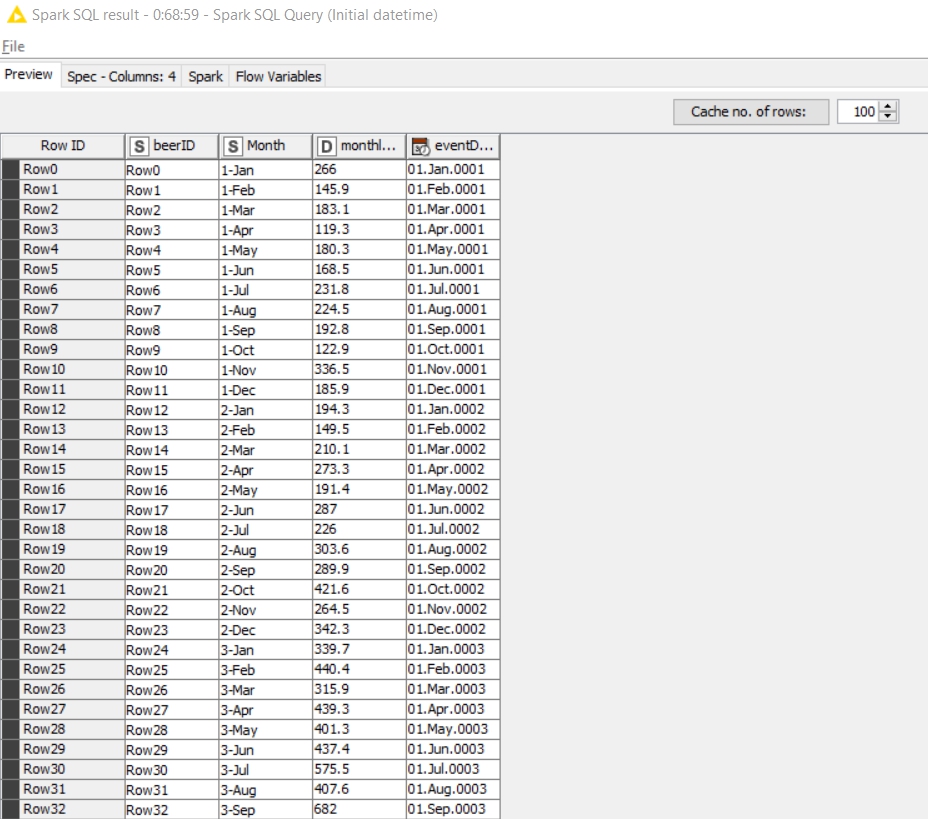 Spark SQL result - 0:68:59 - Spark SQL Query (Initial datetime)
File
Preview Spec - Columns: 4 Spark Flow Variables
Cache no. of rows: 100
Row ID S beerID S Month D monthl... eventD...
Row0 Row0 1-Jan 266 01.Jan.0001
Row1 Row1 1-Feb 145.9 01.Feb.0001
Row2 Row2 1-Mar 183.1 01.Mar.0001
Row3 Row3 1-Apr 119.3 01.Apr.0001
Row4 Row4 1-May 180.3 01.May.0001
Row5 Row5 1-Jun 168.5 01.Jun.0001
Row6 Row6 1-Jul 231.8 01.Jul.0001
Row7 Row7 1-Aug 224.5 01.Aug.0001
Row8 Row8 1-Sep 192.8 01.Sep.0001
Row9 Row9 1-Oct 122.9 01.Oct.0001
Row10 Row10 1-Nov 336.5 01.Nov.0001
Row11 Row11 1-Dec 185.9 01.Dec.0001
Row12 Row12 2-Jan 194.3 01.Jan.0002
Row13 Row13 2-Feb 149.5 01.Feb.0002
Row14 Row14 2-Mar 210.1 01.Mar.0002
Row15 Row15 2-Apr 273.3 01.Apr.0002
Row16 Row16 2-May 191.4 01.May.0002
Row17 Row17 2-Jun 287 01.Jun.0002
Row18 Row18 2-Jul 226 01.Jul.0002
Row19 Row19 2-Aug 303.6 01.Aug.0002
Row20 Row20 2-Sep 289.9 01.Sep.0002
Row21 Row21 2-Oct 421.6 01.Oct.0002
Row22 Row22 2-Nov 264.5 01.Nov.0002
Row23 Row23 2-Dec 342.3 01.Dec.0002
Row24 Row24 3-Jan 339.7 01.Jan.0003
Row25 Row25 3-Feb 440.4 01.Feb.0003
Row26 Row26 3-Mar 315.9 01.Mar.0003
Row27 Row27 3-Apr 439.3 01.Apr.0003
Row28 Row28 3-May 401.3 01.May.0003
Row29 Row29 3-Jun 437.4 01.Jun.0003
Row30 Row30 3-Jul 575.5 01.Jul.0003
Row31 Row31 3-Aug 407.6 01.Aug.0003
Row32 Row32 3-Sep 682 01.Sep.0003